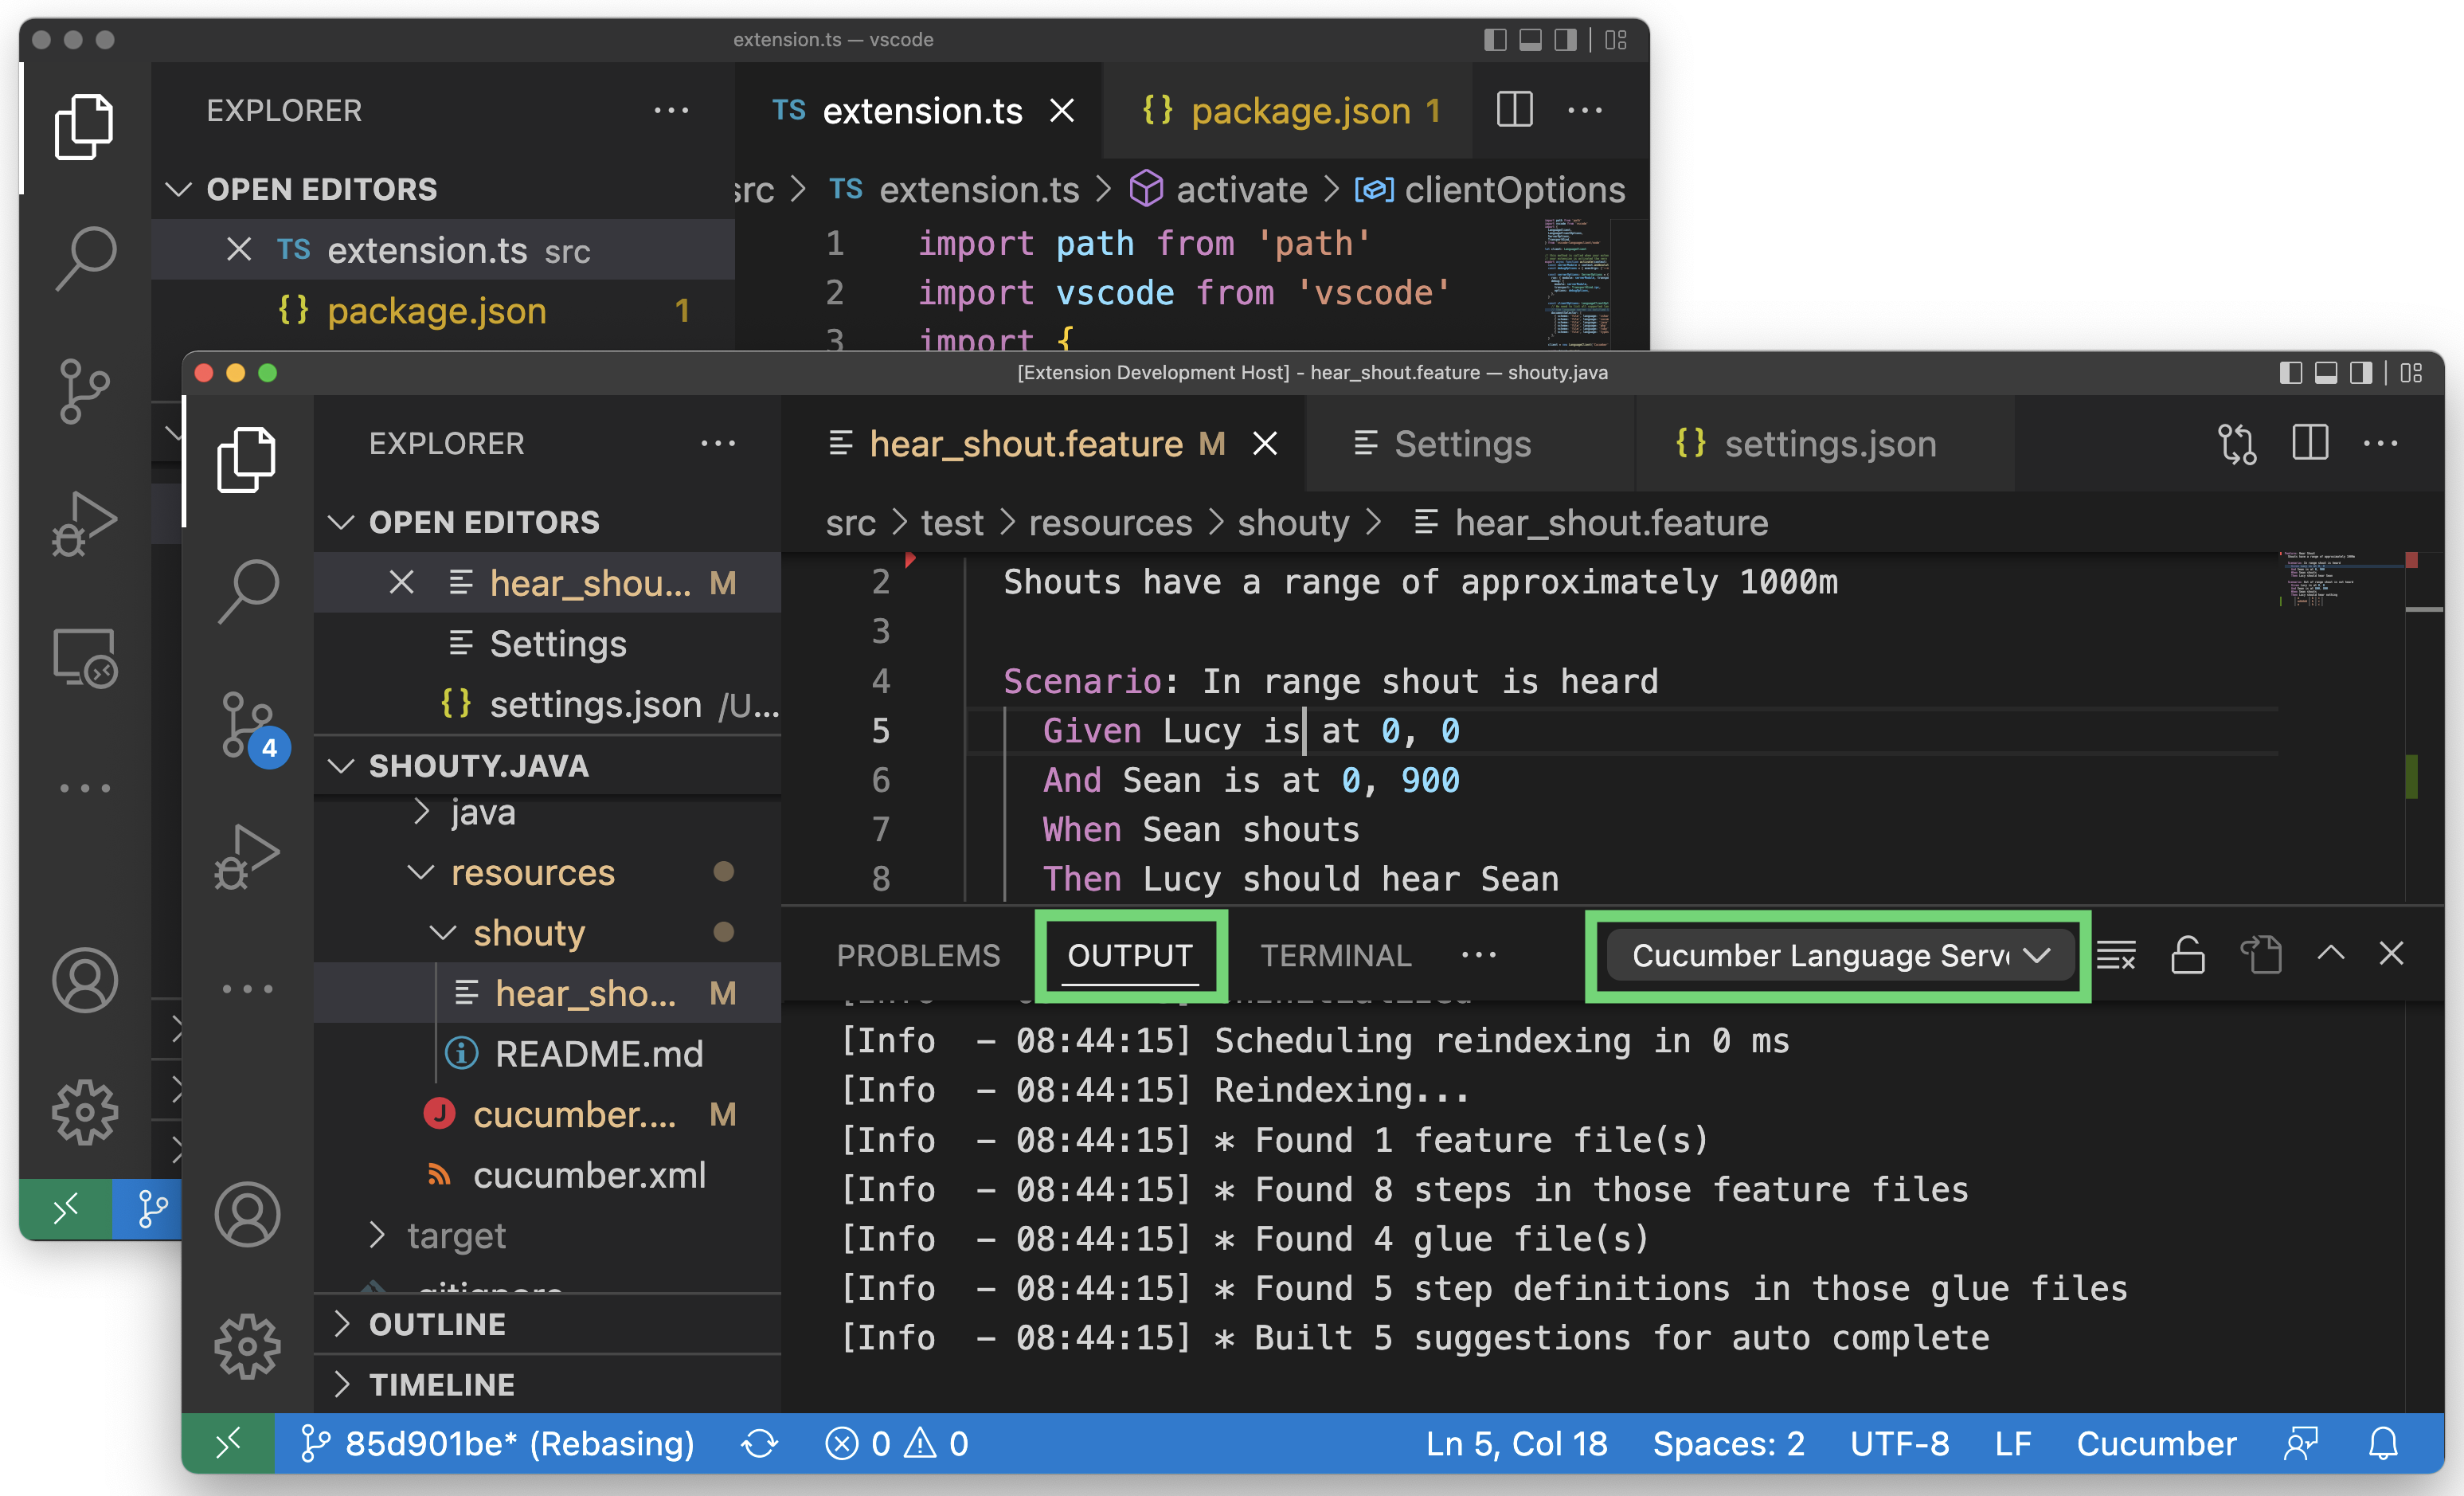 extension.ts — vscode
EXPLORER
OPEN EDITORS
TS extension.ts src
{} package.json 1
TS extension.ts
{} package.json 1
src > TS extension.ts > activate > clientOptions
1 import path from 'path'
2 import vscode from 'vscode'
3 import {
[Extension Development Host] - hear_shout.feature — shouty.java
EXPLORER
OPEN EDITORS
hear_shou... M
Settings
{} settings.json /U...
4
SHOUTY.JAVA
java
resources
shouty
hear_sho... M
README.md
J cucumber.... M
cucumber.xml
target
.gitignore
OUTLINE
TIMELINE
hear_shout.feature M
Settings
{} settings.json
src > test > resources > shouty > hear_shout.feature
2 Shouts have a range of approximately 1000m
3
4 Scenario: In range shout is heard
5 Given Lucy is at 0, 0
6 And Sean is at 0, 900
7 When Sean shouts
8 Then Lucy should hear Sean
PROBLEMS OUTPUT TERMINAL ... Cucumber Language Serv
[Info  – 08:44:15] Scheduling reindexing in 0 ms
[Info  – 08:44:15] Reindexing...
[Info  – 08:44:15] * Found 1 feature file(s)
[Info  – 08:44:15] * Found 8 steps in those feature files
[Info  – 08:44:15] * Found 4 glue file(s)
[Info  – 08:44:15] * Found 5 step definitions in those glue files
[Info  – 08:44:15] * Built 5 suggestions for auto complete
85d901be* (Rebasing) 0 0 Ln 5, Col 18 Spaces: 2 UTF-8 LF Cucumber